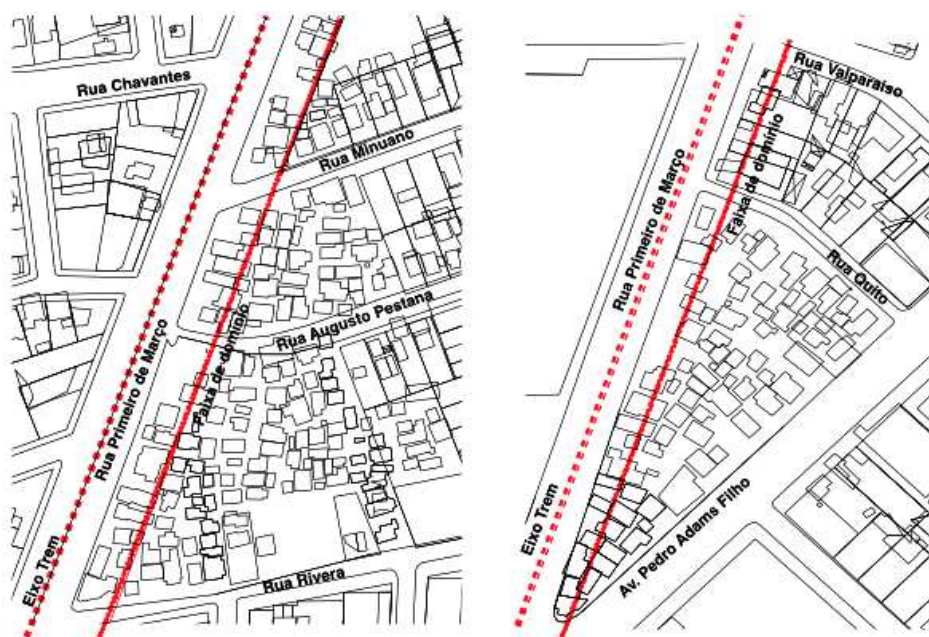 Rua Chavantes
Rua Minuano
Rua Augusto Pestana
Faixa de domínio
Rua Primeiro de Março
Eixo Trem
Rua Rivera
Rua Valparaiso
Faixa de domínio
Rua Primeiro de Março
Rua Quito
Eixo Trem
Av. Pedro Adams Filho